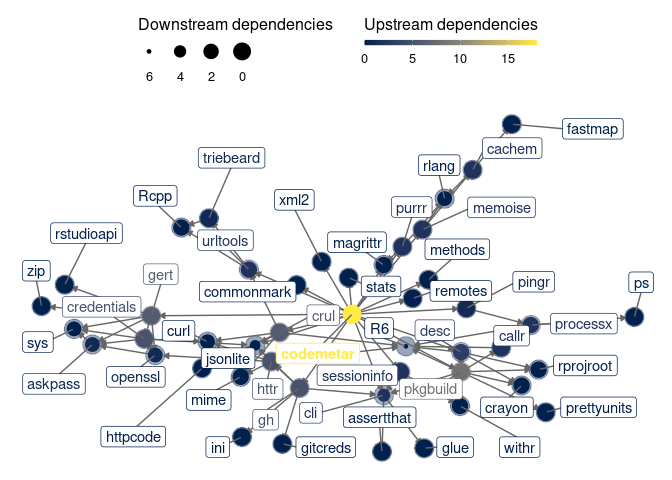 Downstream dependencies
6 4 2 0
Upstream dependencies
0 5 10 15
fastmap
cachem
triebeard
rlang
Rcpp
xml2
purrr
memoise
rstudioapi
urltools
magrittr
methods
zip
gert
commonmark
stats
remotes
pingr
ps
credentials
crul
R6
desc
processx
sys
curl
callr
jsonlite
codemetar
askpass
openssl
httr
sessioninfo
pkgbuild
rprojroot
mime
gh
cli
assertthat
crayon
prettyunits
httpcode
ini
gitcreds
glue
withr